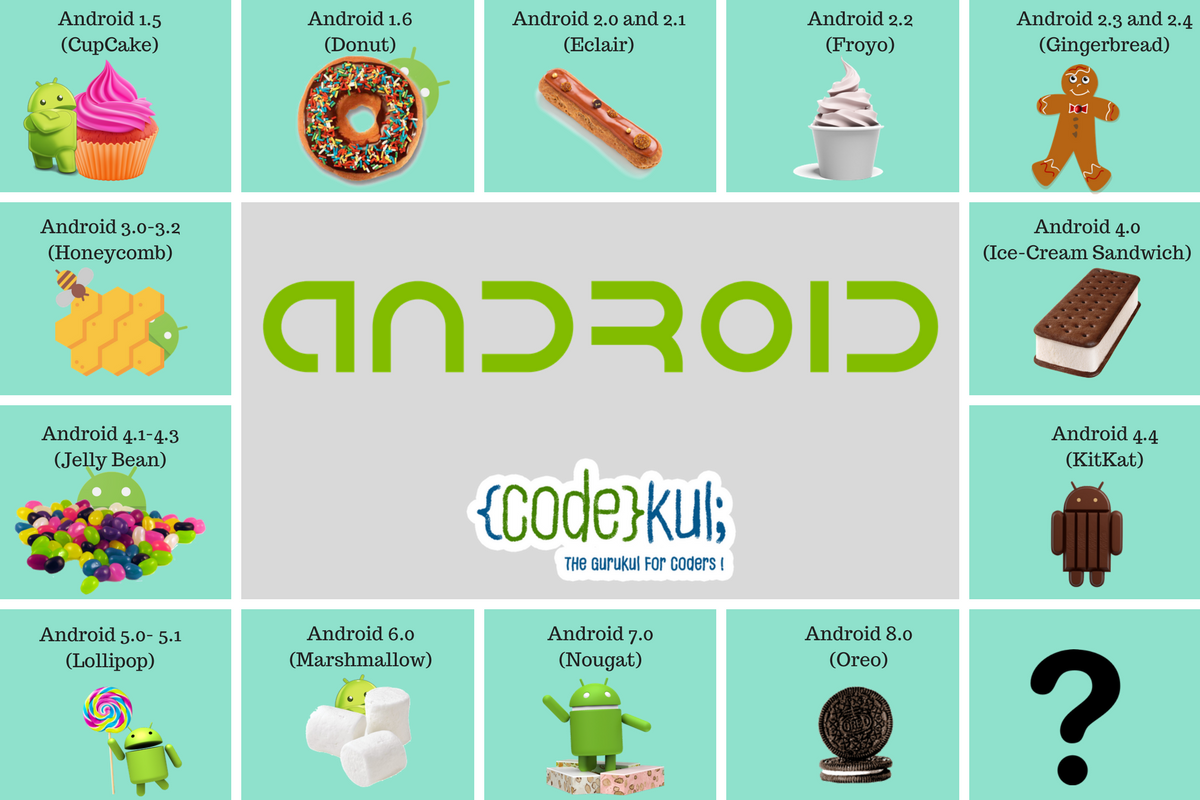 Android 1.5
(CupCake)
Android 1.6
(Donut)
Android 2.0 and 2.1
(Eclair)
Android 2.2
(Froyo)
Android 2.3 and 2.4
(Gingerbread)
Android 3.0-3.2
(Honeycomb)
ANDROID
Android 4.0
(Ice-Cream Sandwich)
Android 4.1-4.3
(Jelly Bean)
{code}kul;
The Gurukul For Coders !
Android 4.4
(KitKat)
Android 5.0- 5.1
(Lollipop)
Android 6.0
(Marshmallow)
Android 7.0
(Nougat)
Android 8.0
(Oreo)
?